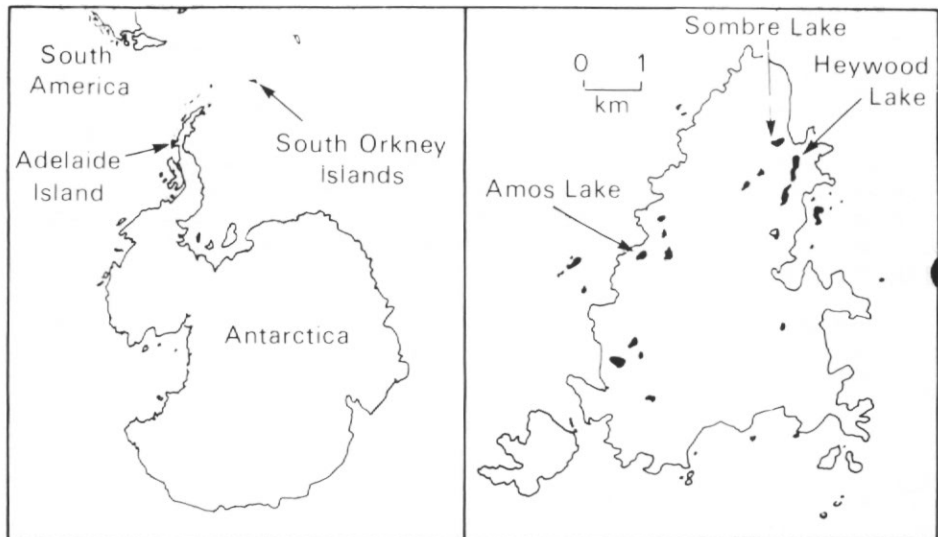 South
America
Adelaide
Island
South Orkney
Islands
Antarctica
Sombre Lake
0 1
km
Heywood
Lake
Amos Lake